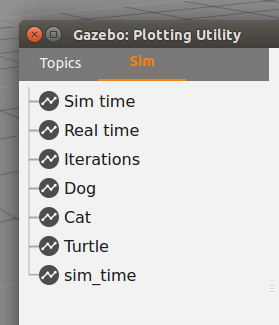 Gazebo: Plotting Utility
Topics Sim
Sim time
Real time
Iterations
Dog
Cat
Turtle
sim_time